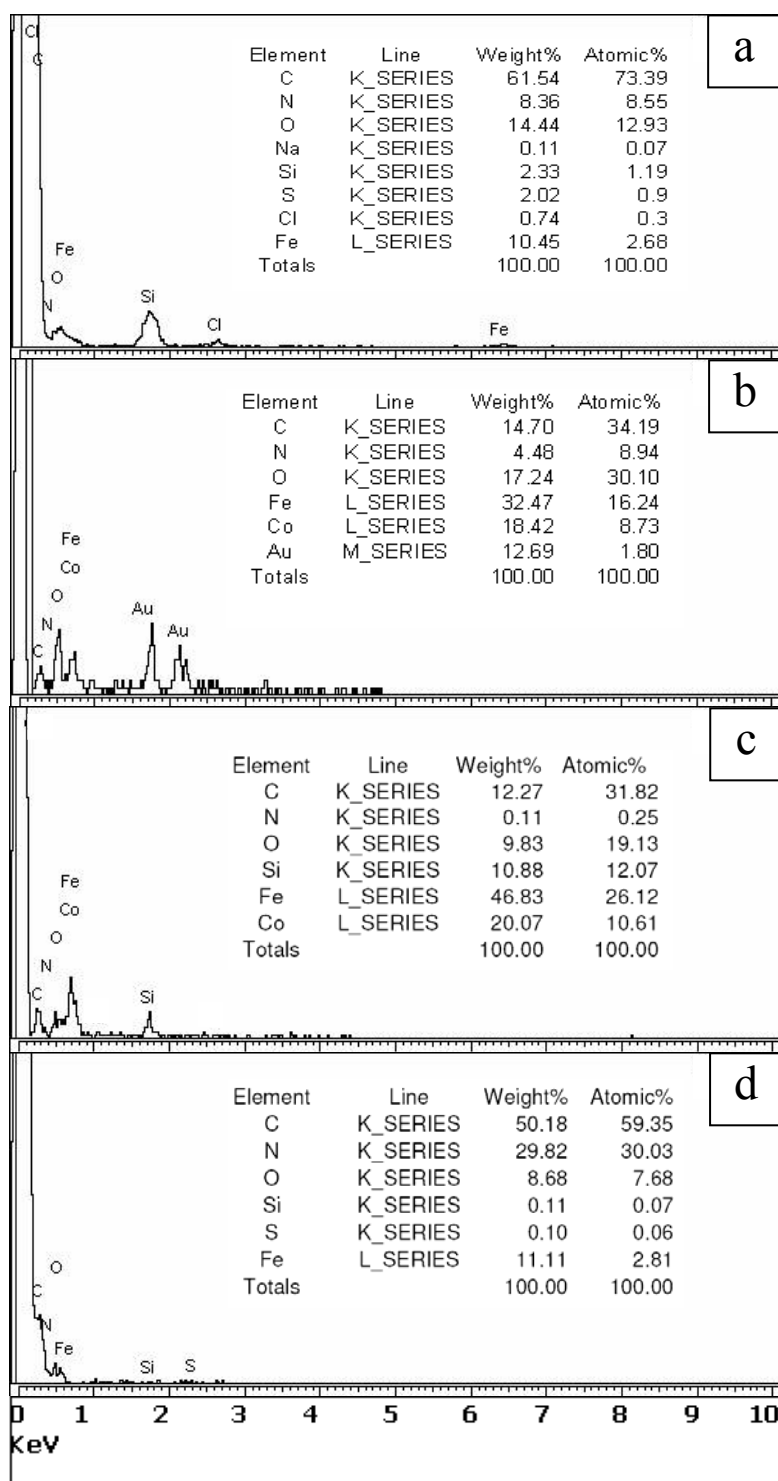 a
Cl
C
Fe
O
N
Si
Cl
Fe
Element Line Weight% Atomic%
C K_SERIES 61.54 73.39
N K_SERIES 8.36 8.55
O K_SERIES 14.44 12.93
Na K_SERIES 0.11 0.07
Si K_SERIES 2.33 1.19
S K_SERIES 2.02 0.9
Cl K_SERIES 0.74 0.3
Fe L_SERIES 10.45 2.68
Totals 100.00 100.00
b
Element Line Weight% Atomic%
C K_SERIES 14.70 34.19
N K_SERIES 4.48 8.94
O K_SERIES 17.24 30.10
Fe L_SERIES 32.47 16.24
Co L_SERIES 18.42 8.73
Au M_SERIES 12.69 1.80
Totals 100.00 100.00
Fe
Co
O
N
C
Au
Au
c
Element Line Weight% Atomic%
C K_SERIES 12.27 31.82
N K_SERIES 0.11 0.25
O K_SERIES 9.83 19.13
Si K_SERIES 10.88 12.07
Fe L_SERIES 46.83 26.12
Co L_SERIES 20.07 10.61
Totals 100.00 100.00
Fe
Co
O
N
C
Si
d
Element Line Weight% Atomic%
C K_SERIES 50.18 59.35
N K_SERIES 29.82 30.03
O K_SERIES 8.68 7.68
Si K_SERIES 0.11 0.07
S K_SERIES 0.10 0.06
Fe L_SERIES 11.11 2.81
Totals 100.00 100.00
O
C
N
Fe
Si
S
0 1 2 3 4 5 6 7 8 9 10
KeV